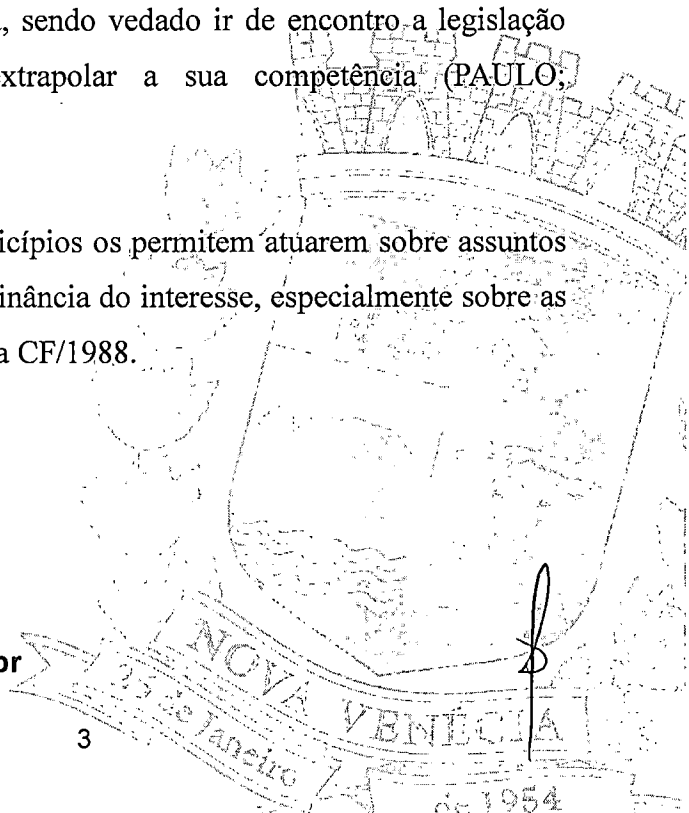 , sendo vedado ir de encontro a legislação
extrapolar a sua competência (PAULO;
icípios os permitem atuarem sobre assuntos
inância do interesse, especialmente sobre as
a CF/1988.
or
3
NOVA VENÉCIA
25 de Janeiro
de 1954